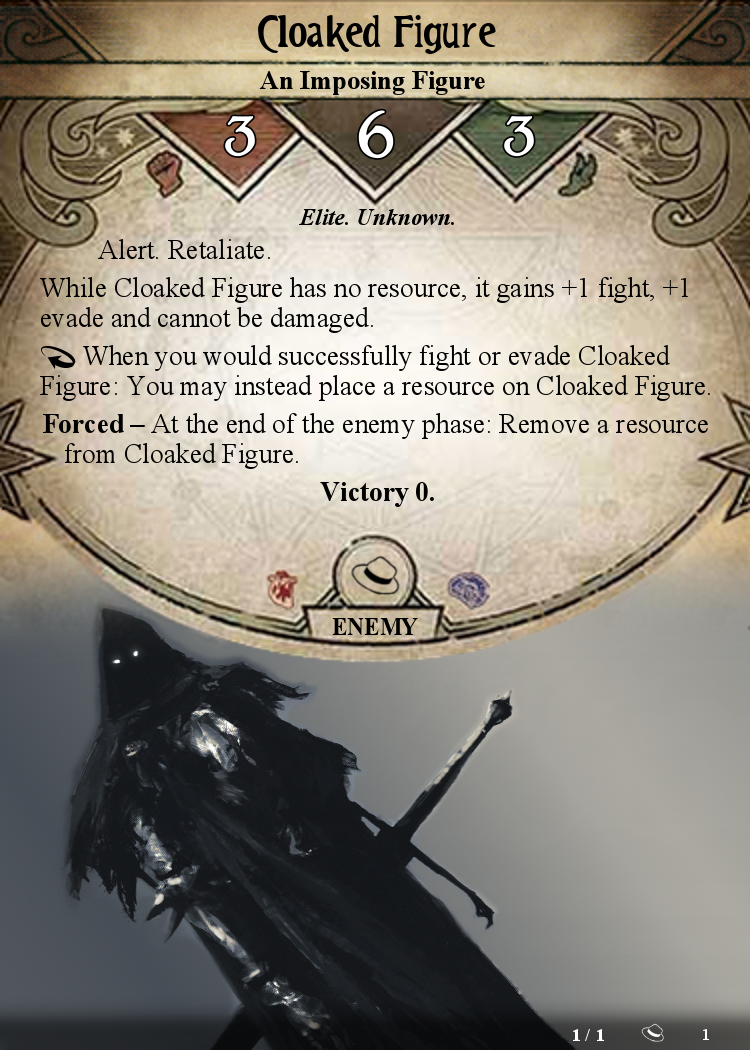 Cloaked Figure
An Imposing Figure
3 6 3
Elite. Unknown.
Alert. Retaliate.
While Cloaked Figure has no resource, it gains +1 fight, +1
evade and cannot be damaged.
When you would successfully fight or evade Cloaked
Figure: You may instead place a resource on Cloaked Figure.
Forced – At the end of the enemy phase: Remove a resource
from Cloaked Figure.
Victory 0.
ENEMY
1 / 1 1